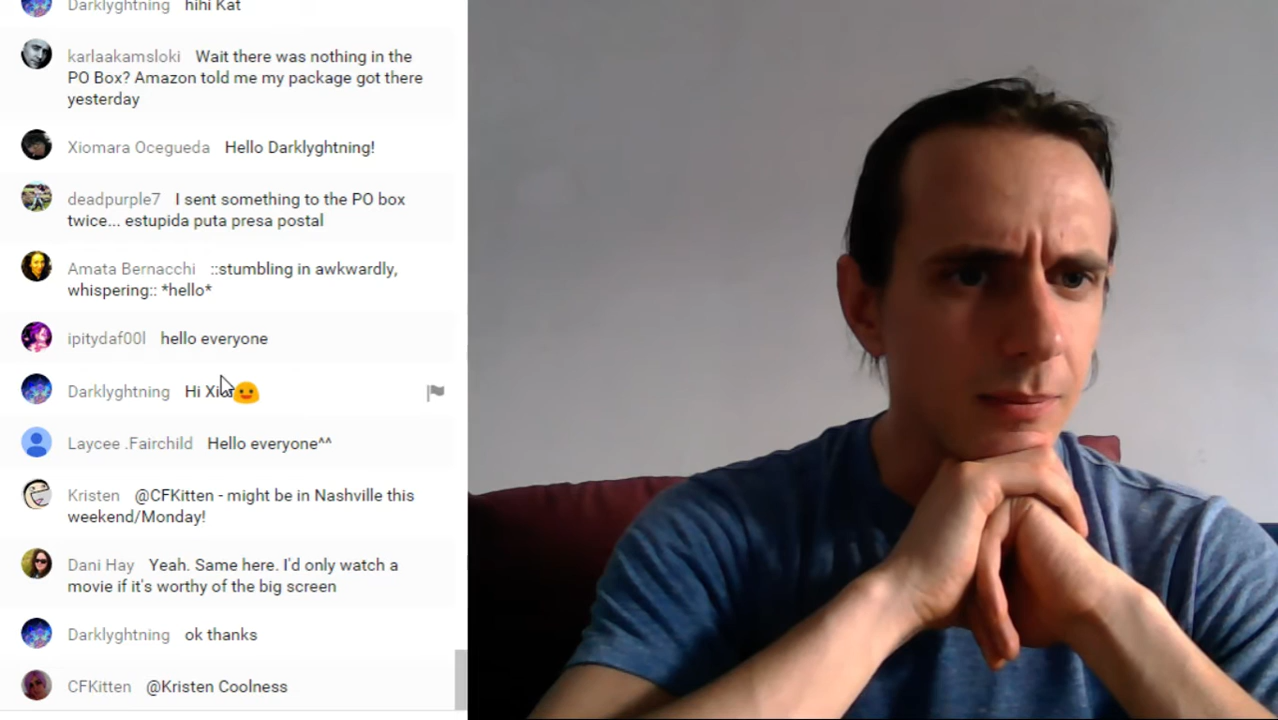 Darklyghtning hihi Kat
karlaakamsloki Wait there was nothing in the
PO Box? Amazon told me my package got there
yesterday
Xiomara Ocegueda Hello Darklyghtning!
deadpurple7 I sent something to the PO box
twice... estupida puta presa postal
Amata Bernacchi ::stumbling in awkwardly,
whispering:: *hello*
ipitydaf00l hello everyone
Darklyghtning Hi
Laycee .Fairchild Hello everyone^^
Kristen @CFKitten - might be in Nashville this
weekend/Monday!
Dani Hay Yeah. Same here. I'd only watch a
movie if it's worthy of the big screen
Darklyghtning ok thanks
CFKitten @Kristen Coolness